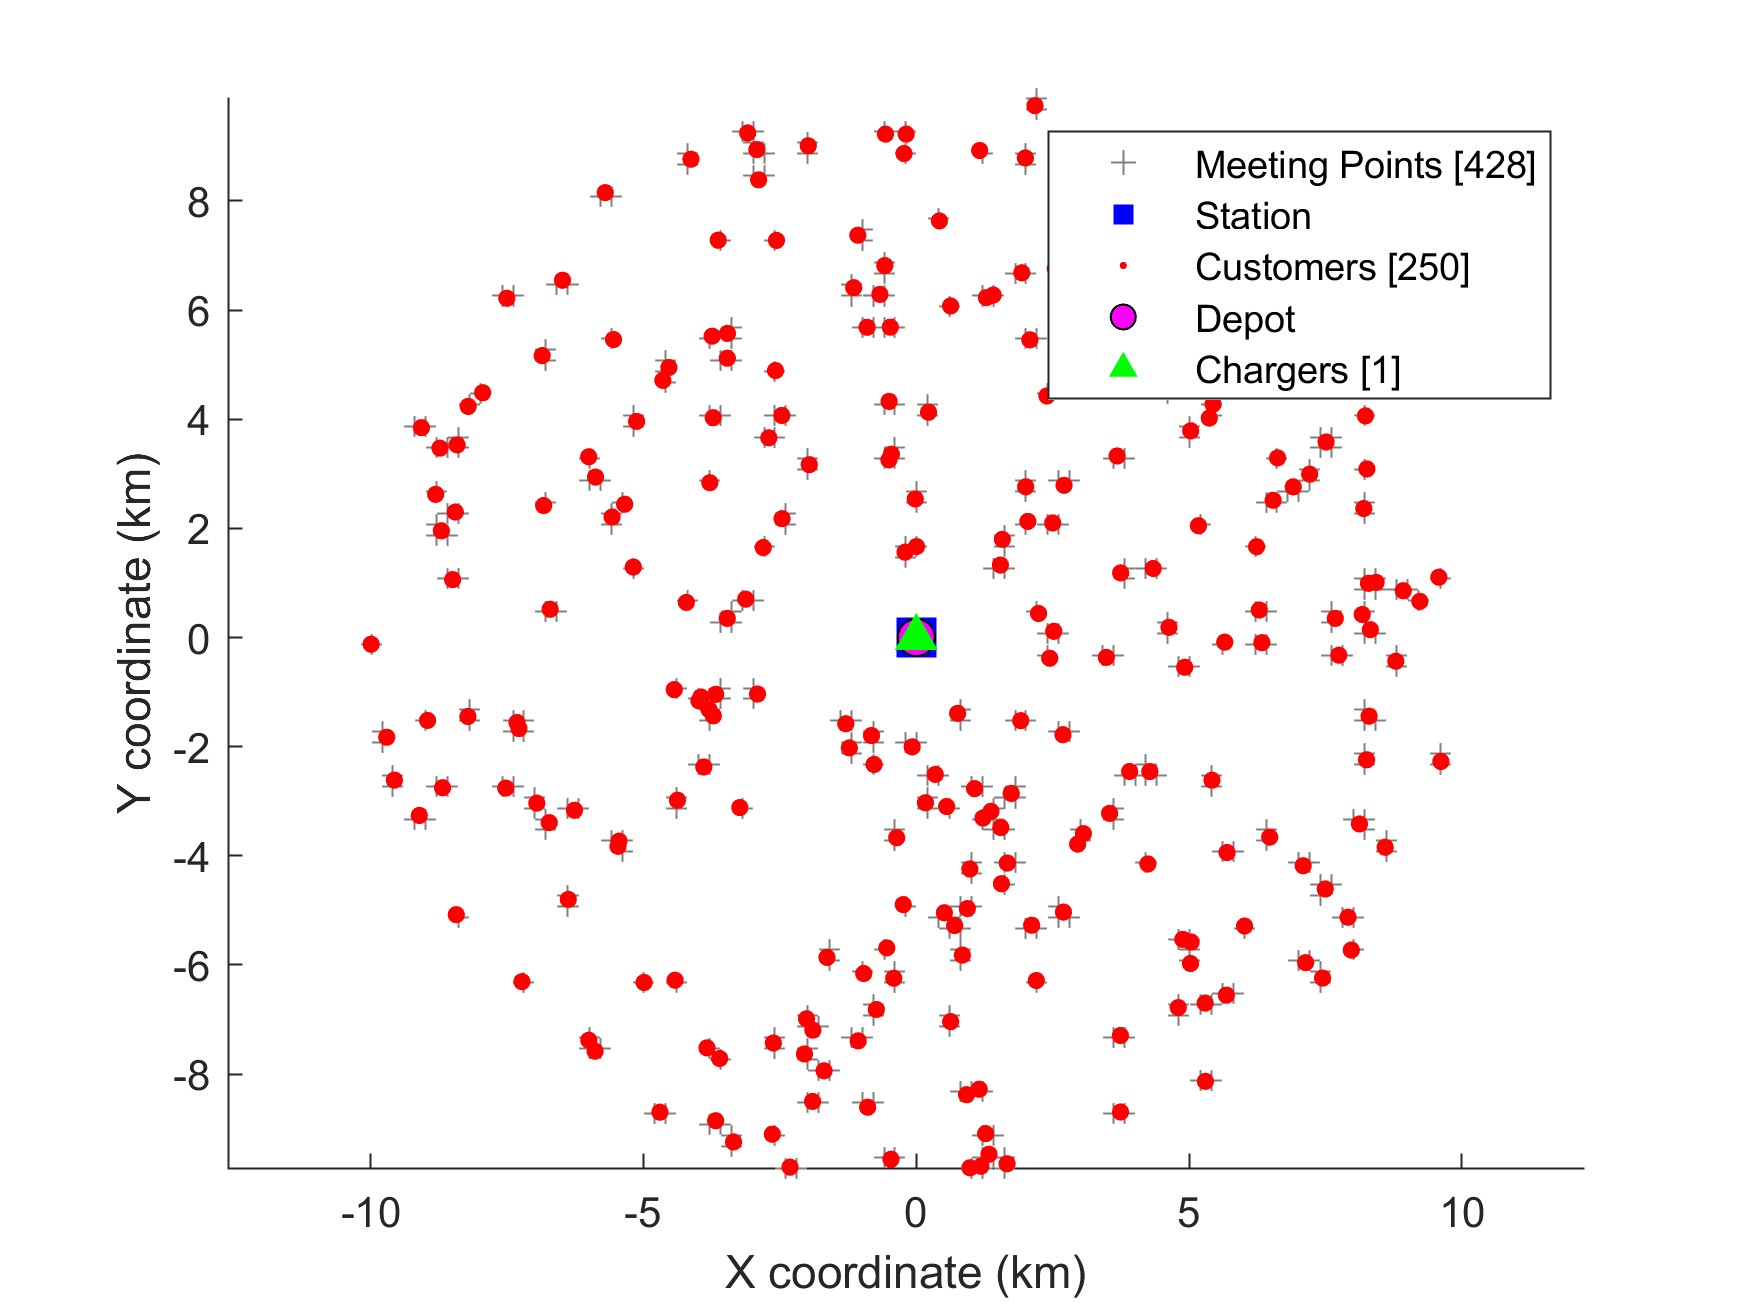 Meeting Points [428]
Station
Customers [250]
Depot
Chargers [1]
8
6
4
2
0
-2
-4
-6
-8
Y coordinate (km)
-10
-5
0
5
10
X coordinate (km)